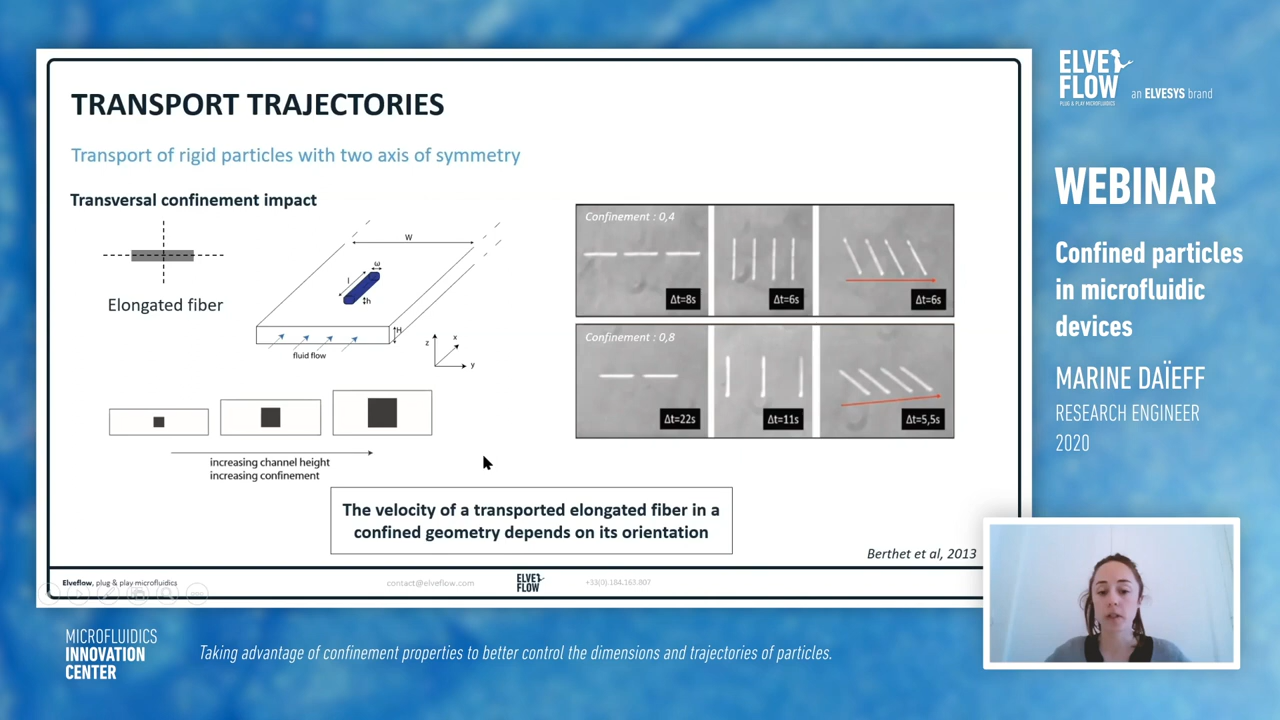 TRANSPORT TRAJECTORIES
Transport of rigid particles with two axis of symmetry
Transversal confinement impact
Elongated fiber
W
ω
l
h
H
fluid flow
z
x
y
increasing channel height
increasing confinement
Confinement : 0,4
Δt=8s
Δt=6s
Δt=6s
Confinement : 0,8
Δt=22s
Δt=11s
Δt=5,5s
The velocity of a transported elongated fiber in a
confined geometry depends on its orientation
Berthet et al, 2013
Elveflow, plug & play microfluidics
contact@elveflow.com
ELVE
FLOW
+33(0).184.163.807
ELVE
FLOW
PLUG & PLAY MICROFLUIDICS
an ELVESYS brand
WEBINAR
Confined particles
in microfluidic
devices
MARINE DAÏEFF
RESEARCH ENGINEER
2020
MICROFLUIDICS
INNOVATION
CENTER
Taking advantage of confinement properties to better control the dimensions and trajectories of particles.